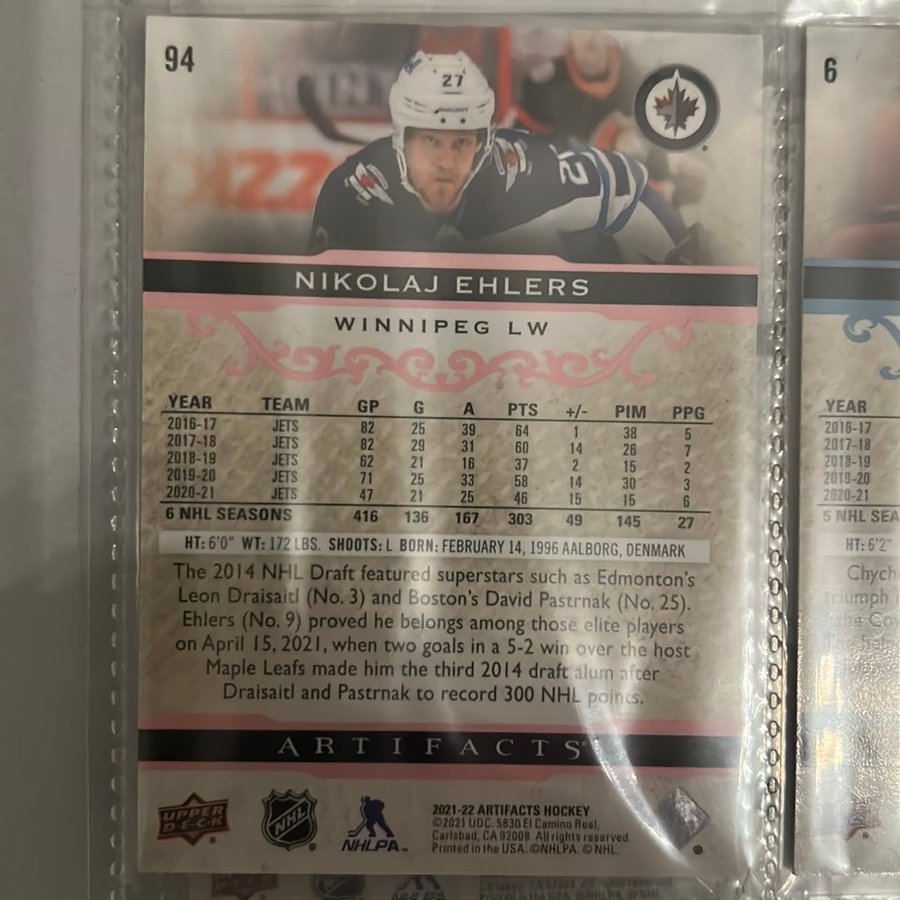 94
27
27
NIKOLAJ EHLERS
WINNIPEG LW
YEAR TEAM GP G A PTS +/- PIM PPG
2016-17 JETS 82 25 39 64 1 38 5
2017-18 JETS 82 29 31 60 14 26 7
2018-19 JETS 62 21 16 37 2 15 2
2019-20 JETS 71 25 33 58 14 30 3
2020-21 JETS 47 21 25 46 15 15 6
6 NHL SEASONS 416 136 167 303 49 145 27
HT: 6'0" WT: 172 LBS. SHOOTS: L BORN: FEBRUARY 14, 1996 AALBORG, DENMARK
The 2014 NHL Draft featured superstars such as Edmonton's
Leon Draisaitl (No. 3) and Boston's David Pastrnak (No. 25).
Ehlers (No. 9) proved he belongs among those elite players
on April 15, 2021, when two goals in a 5-2 win over the host
Maple Leafs made him the third 2014 draft alum after
Draisaitl and Pastrnak to record 300 NHL points.
ARTIFACTS
UPPER
DECK
NHL
NHLPA
2021-22 ARTIFACTS HOCKEY
©2021 UDC. 5830 El Camino Real,
Carlsbad, CA 92008. All rights reserved.
Printed in the USA. ©NHLPA. © NHL.
6
YEAR
2016-17
2017-18
2018-19
2019-20
2020-21
5 NHL SEA
HT: 6'2"
Chych
triumph